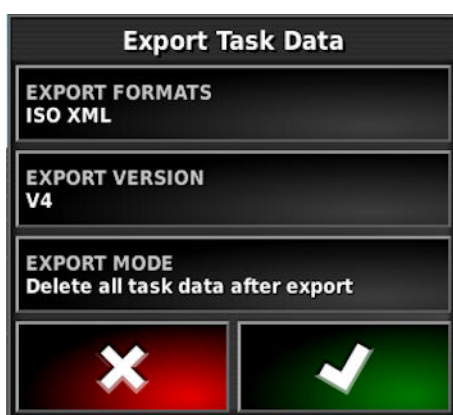 Export Task Data
EXPORT FORMATS
ISO XML
EXPORT VERSION
V4
EXPORT MODE
Delete all task data after export